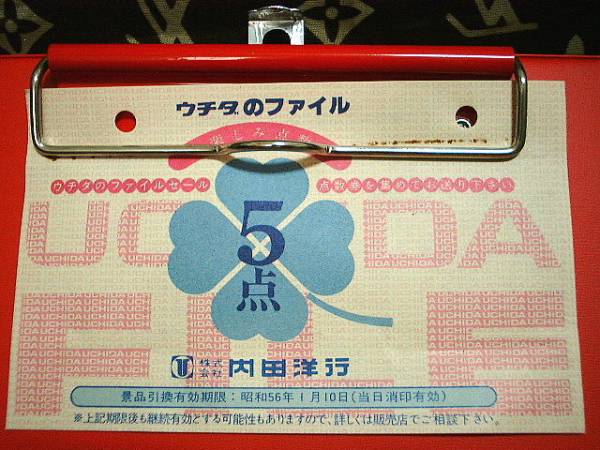 ウチダのファイル
楽しみ点数
ウチダのファイルセール
点数券を集めてお送り下さい
UCHIDA
FILE
5
点
株式会社 内田洋行
景品引換有効期限：昭和56年1月10日(当日消印有効)
※上記期限後も継続有効とする可能性もありますので、詳しくは販売店でご相談下さい。